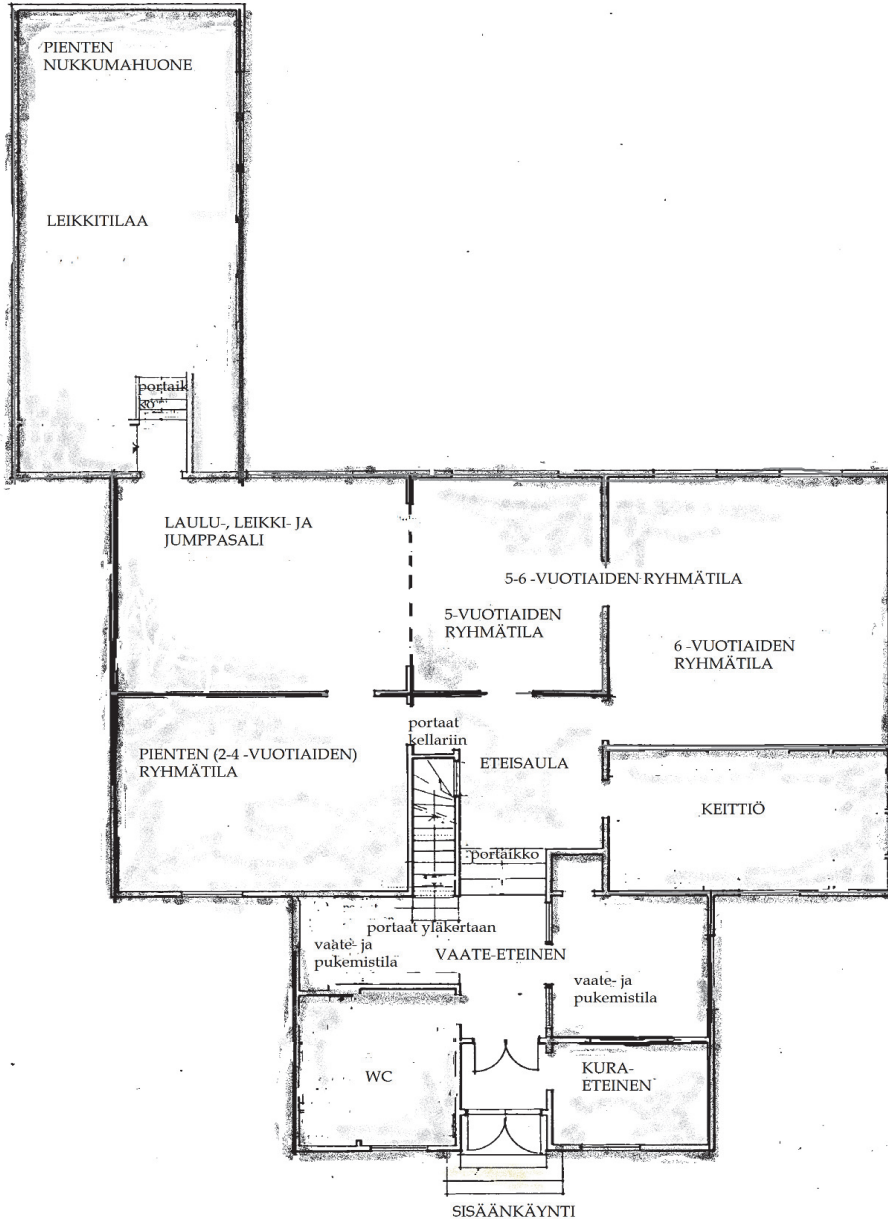 PIENTEN
NUKKUMAHUONE
LEIKKITILAA
portaik
kö
LAULU-, LEIKKI- JA
JUMPPASALI
5-6 -VUOTIAIDEN RYHMÄTILA
5-VUOTIAIDEN
RYHMÄTILA
6 -VUOTIAIDEN
RYHMÄTILA
portaat
kellariin
PIENTEN (2-4 -VUOTIAIDEN)
RYHMÄTILA
ETEISAULA
KEITTIÖ
portaikko
portaat yläkertaan
vaate- ja
pukemistila
VAATE-ETEINEN
vaate- ja
pukemistila
WC
KURA-
ETEINEN
SISÄÄNKÄYNTI